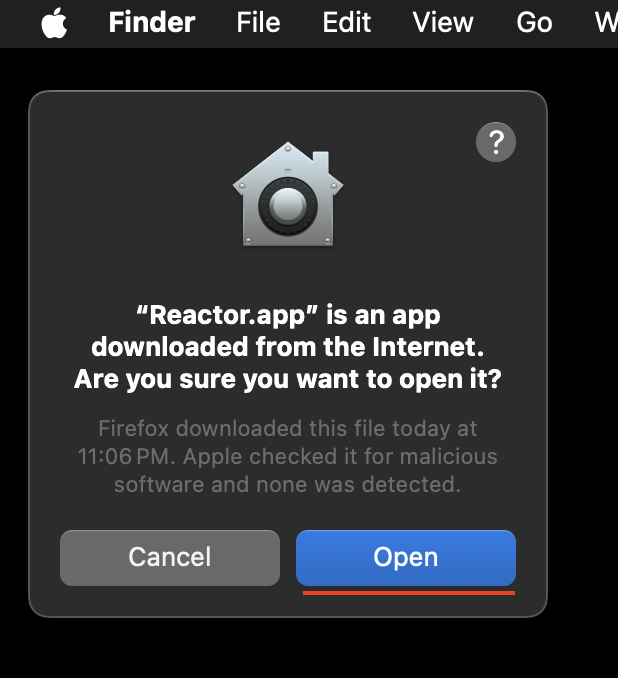 Finder File Edit View Go W
?
“Reactor.app” is an app
downloaded from the Internet.
Are you sure you want to open it?
Firefox downloaded this file today at
11:06 PM. Apple checked it for malicious
software and none was detected.
Cancel Open